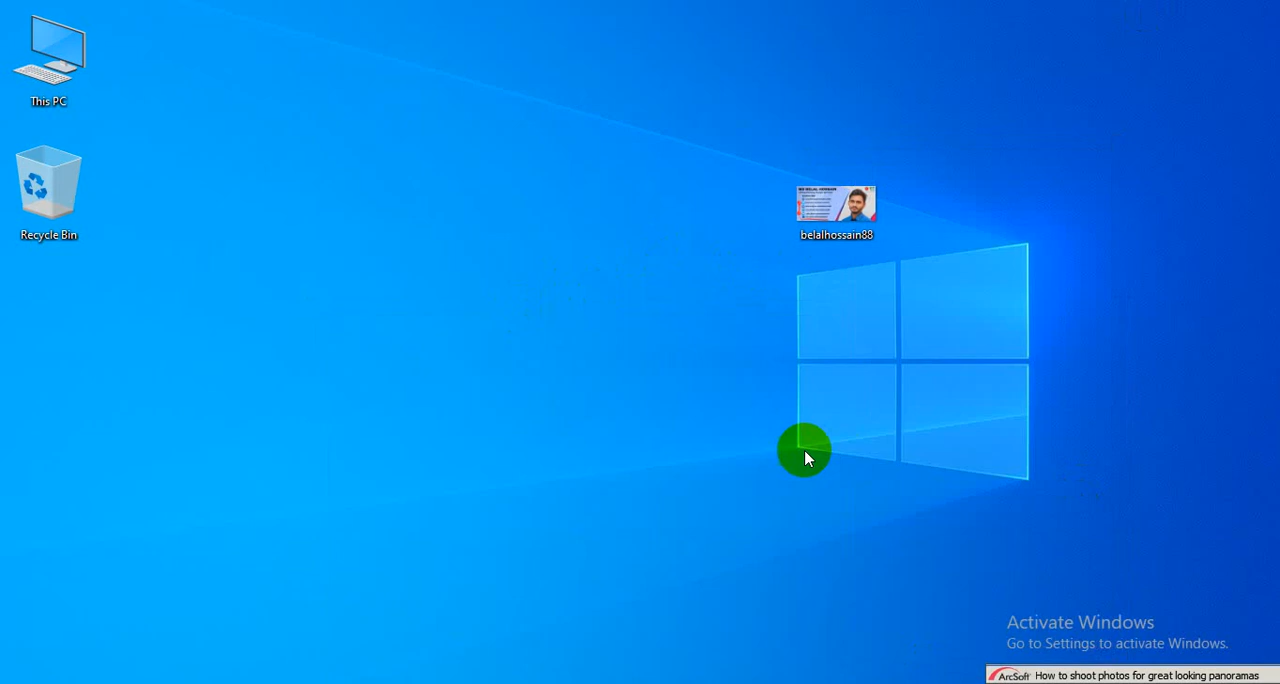 This PC
Recycle Bin
belalhossain88
Activate Windows
Go to Settings to activate Windows.
ArcSoft How to shoot photos for great looking panoramas